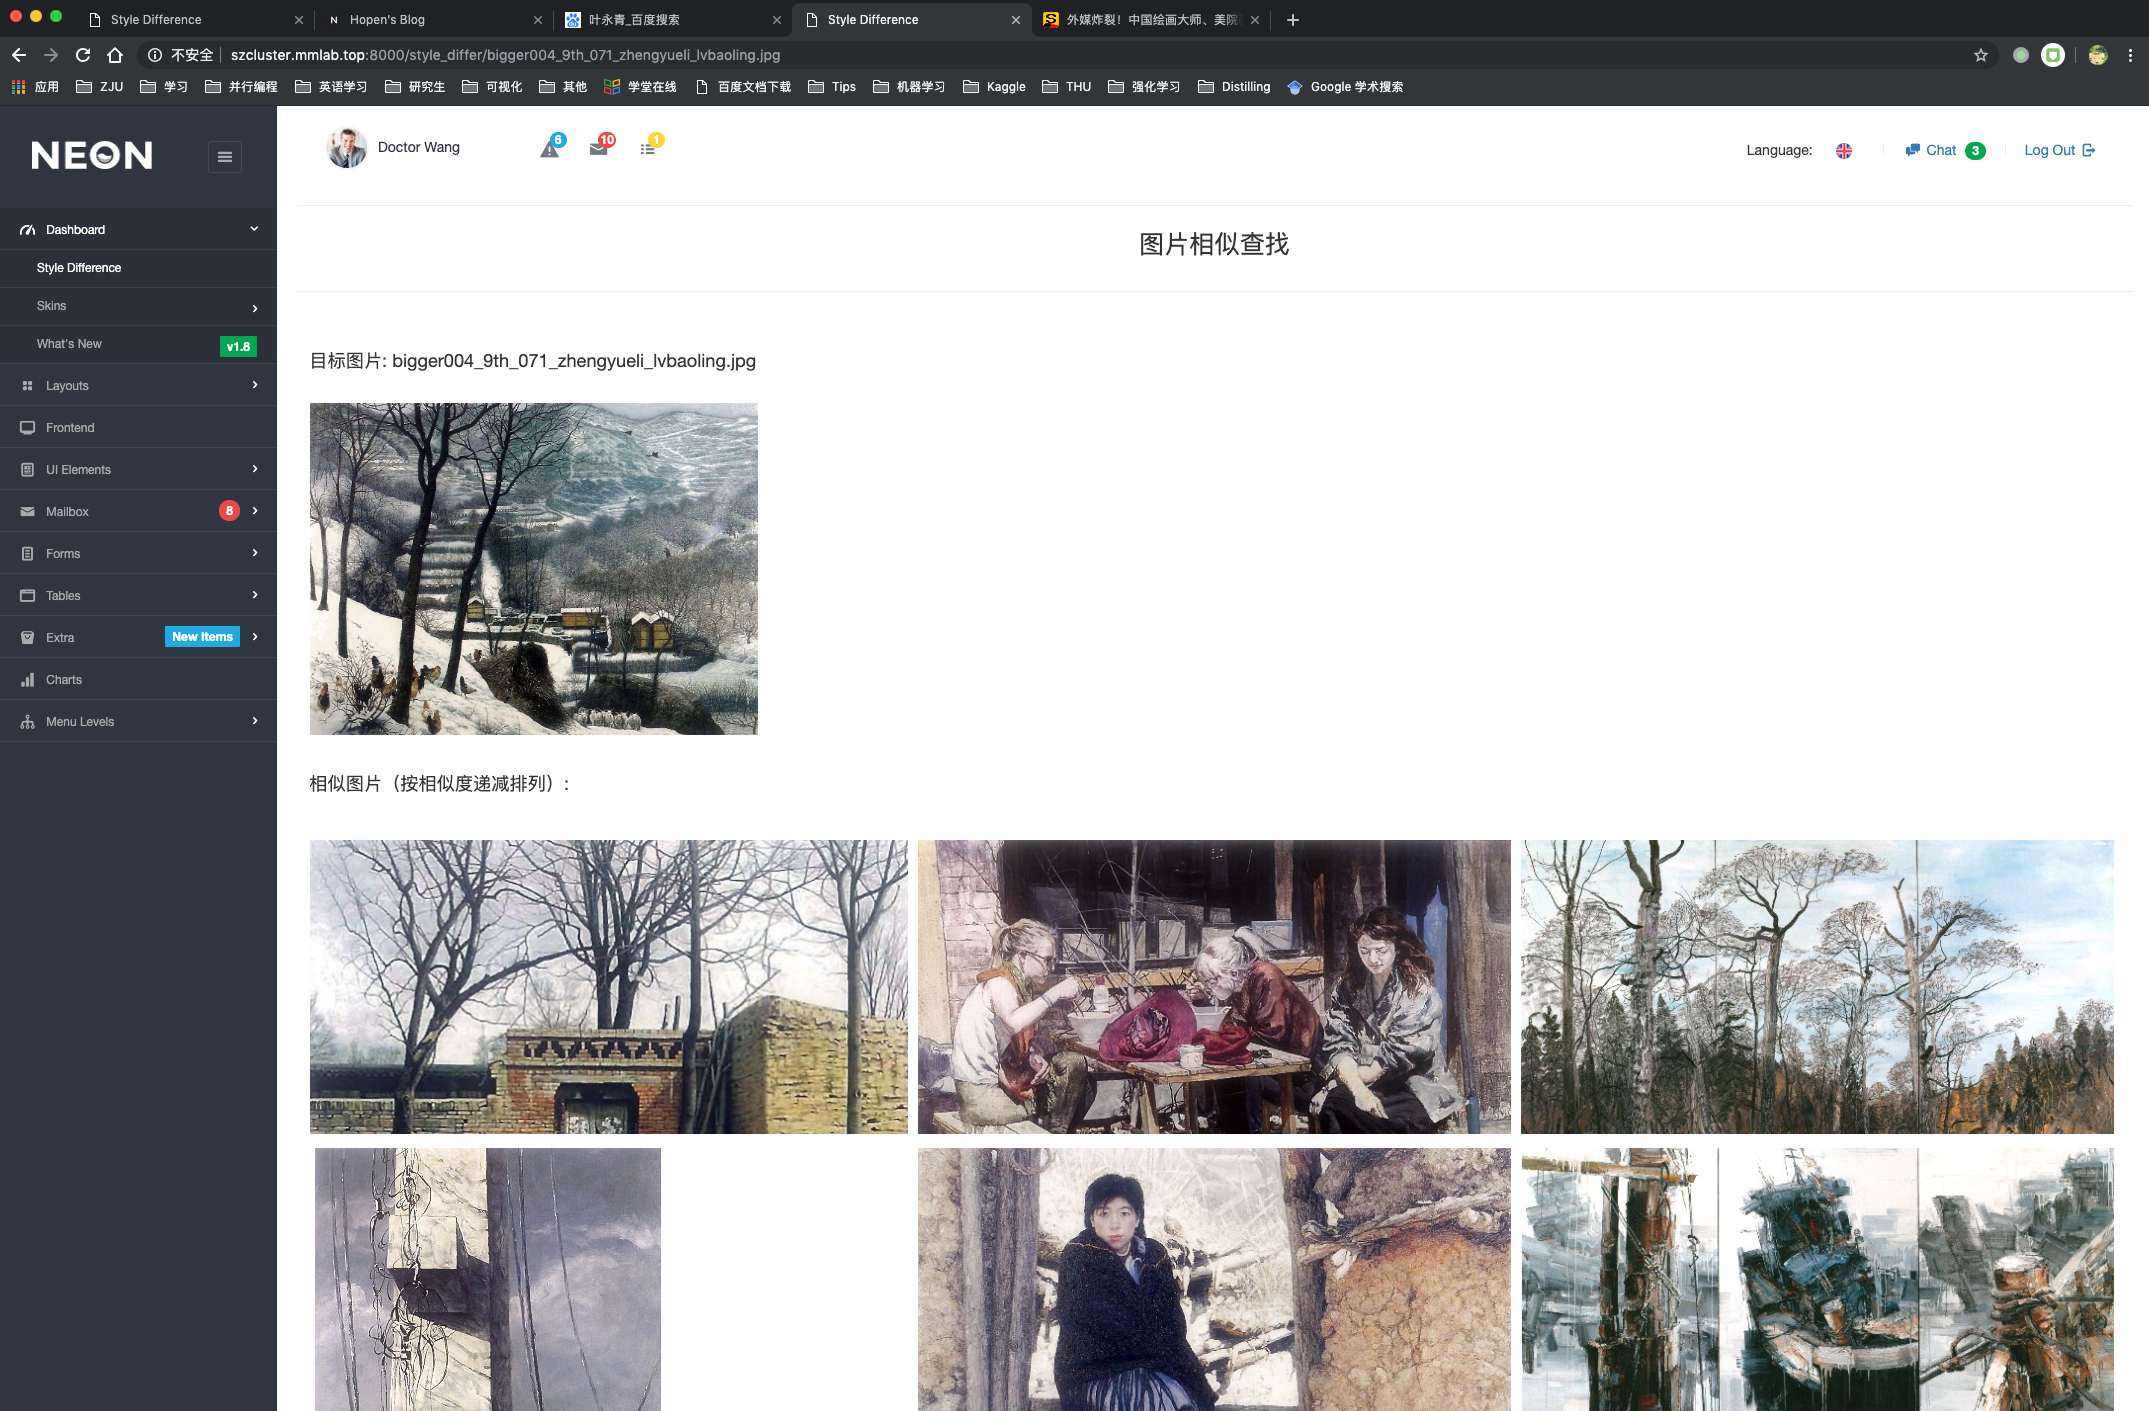 Style Difference
Hopen's Blog
叶永青_百度搜索
Style Difference
外媒炸裂！中国绘画大师、美院
不安全
szcluster.mmlab.top:8000/style_differ/bigger004_9th_071_zhengyueli_lvbaoling.jpg
应用 ZJU 学习 并行编程 英语学习 研究生 可视化 其他 学堂在线 百度文档下载 Tips 机器学习 Kaggle THU 强化学习 Distilling Google 学术搜索
NEON
Doctor Wang
6
10
1
Language:
Chat 3
Log Out
Dashboard
Style Difference
Skins
What's New v1.8
Layouts
Frontend
UI Elements
Mailbox 8
Forms
Tables
Extra New Items
Charts
Menu Levels
图片相似查找
目标图片: bigger004_9th_071_zhengyueli_lvbaoling.jpg
相似图片（按相似度递减排列）: